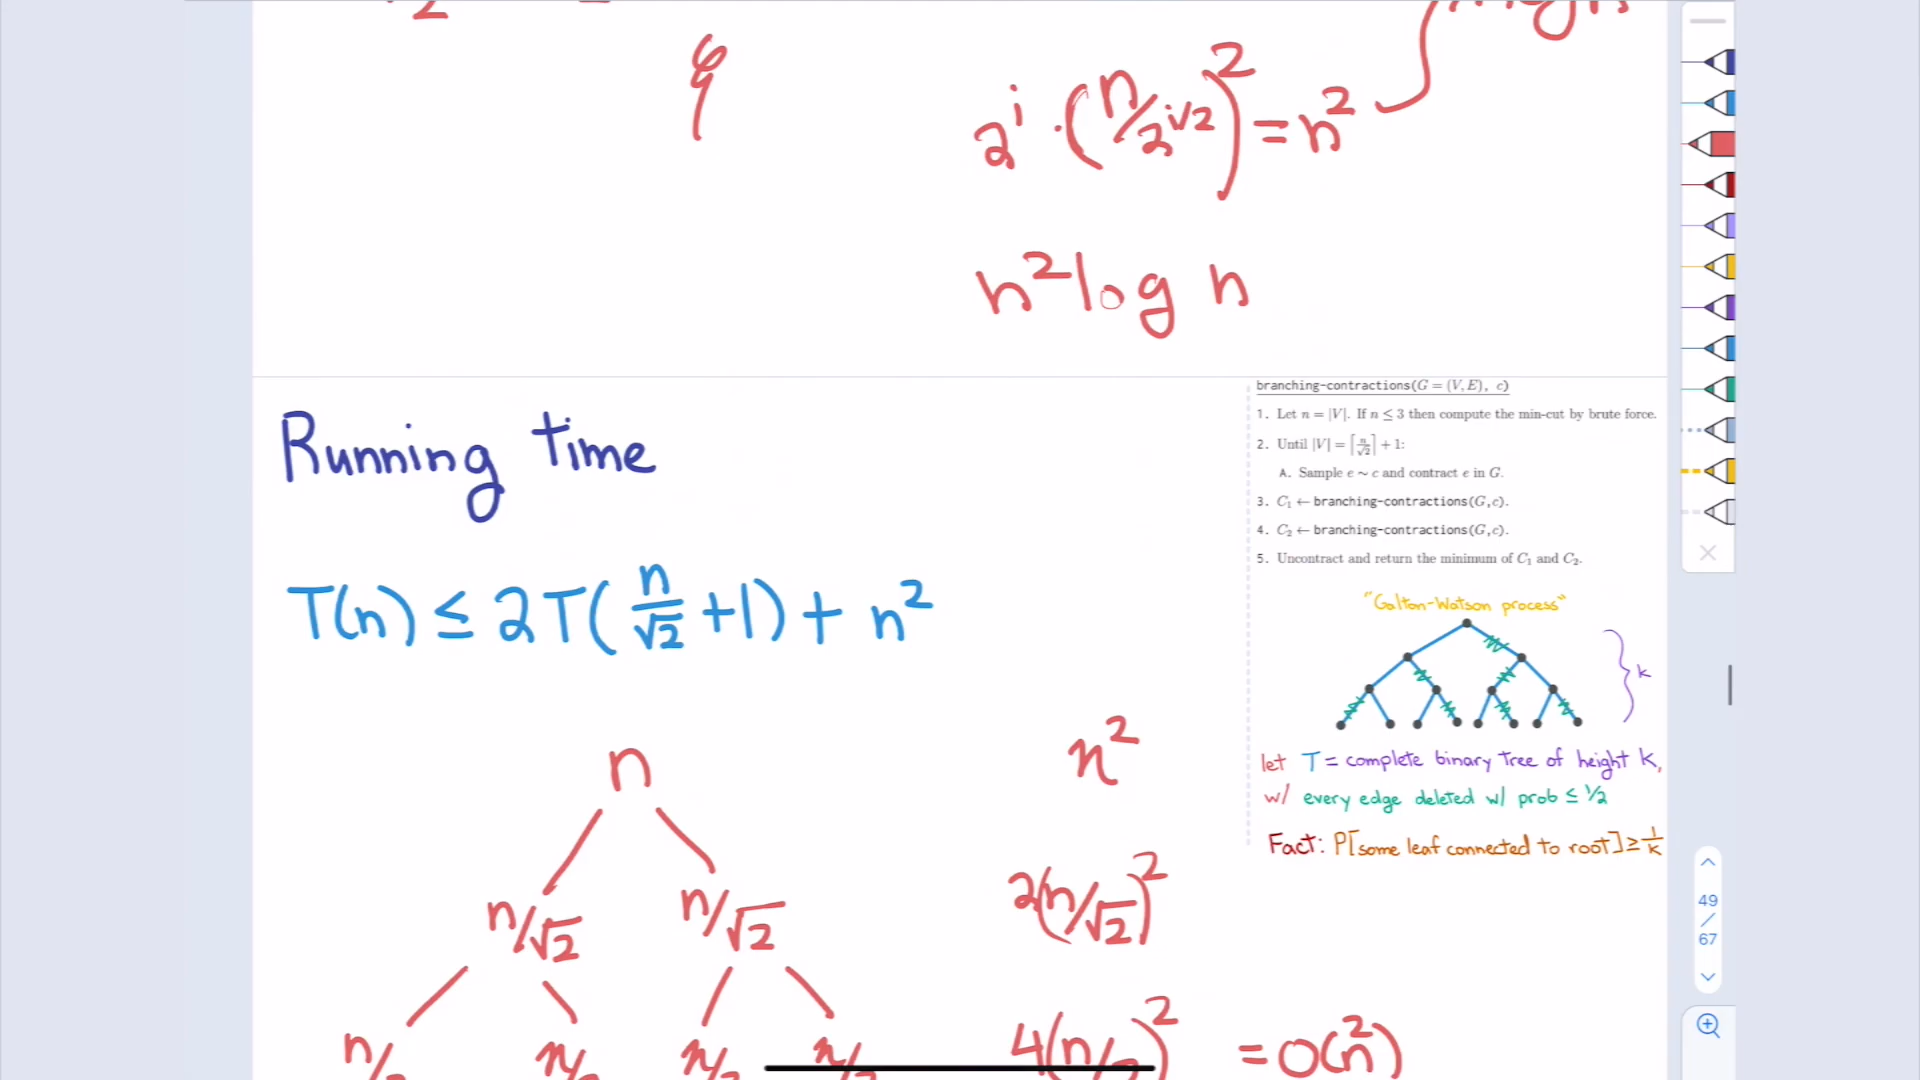 2^i · (n/2^{i/2})^2 = n^2
n^2 log n
branching-contractions(G = (V, E), c)
1. Let n = |V|. If n ≤ 3 then compute the min-cut by brute force.
2. Until |V| = ⌈n/√2⌉ + 1:
A. Sample e ~ c and contract e in G.
3. C₁ ← branching-contractions(G,c).
4. C₂ ← branching-contractions(G,c).
5. Uncontract and return the minimum of C₁ and C₂.
Running time
T(n) ≤ 2T(n/√2 + 1) + n^2
"Galton-Watson process"
k
let T = complete binary tree of height k,
w/ every edge deleted w/ prob ≤ 1/2
Fact: P[some leaf connected to root] ≥ 1/k
n
n^2
n/√2 n/√2
2(n/√2)^2
= O(n^2)
49
/
67